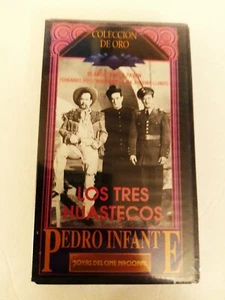 COLECCION
DE ORO
LOS TRES
HUASTECOS
PEDRO INFANTE
JOYAS DEL CINE NACIONAL